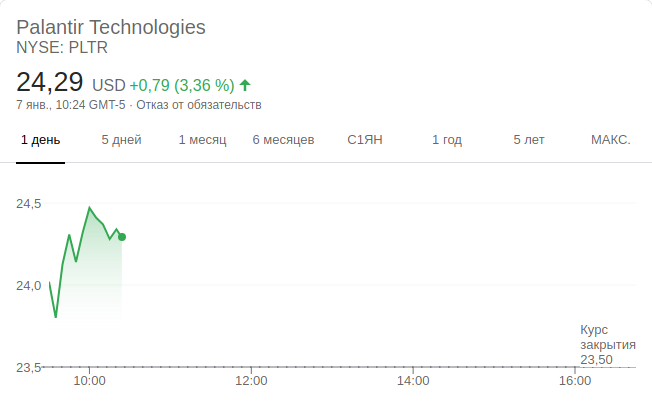 Palantir Technologies
NYSE: PLTR
24,29 USD +0,79 (3,36 %)
7 янв., 10:24 GMT-5 · Отказ от обязательств
1 день 5 дней 1 месяц 6 месяцев С1ЯН 1 год 5 лет МАКС.
24,5
24,0
Курс
закрытия
23,50
23,5
10:00 12:00 14:00 16:00